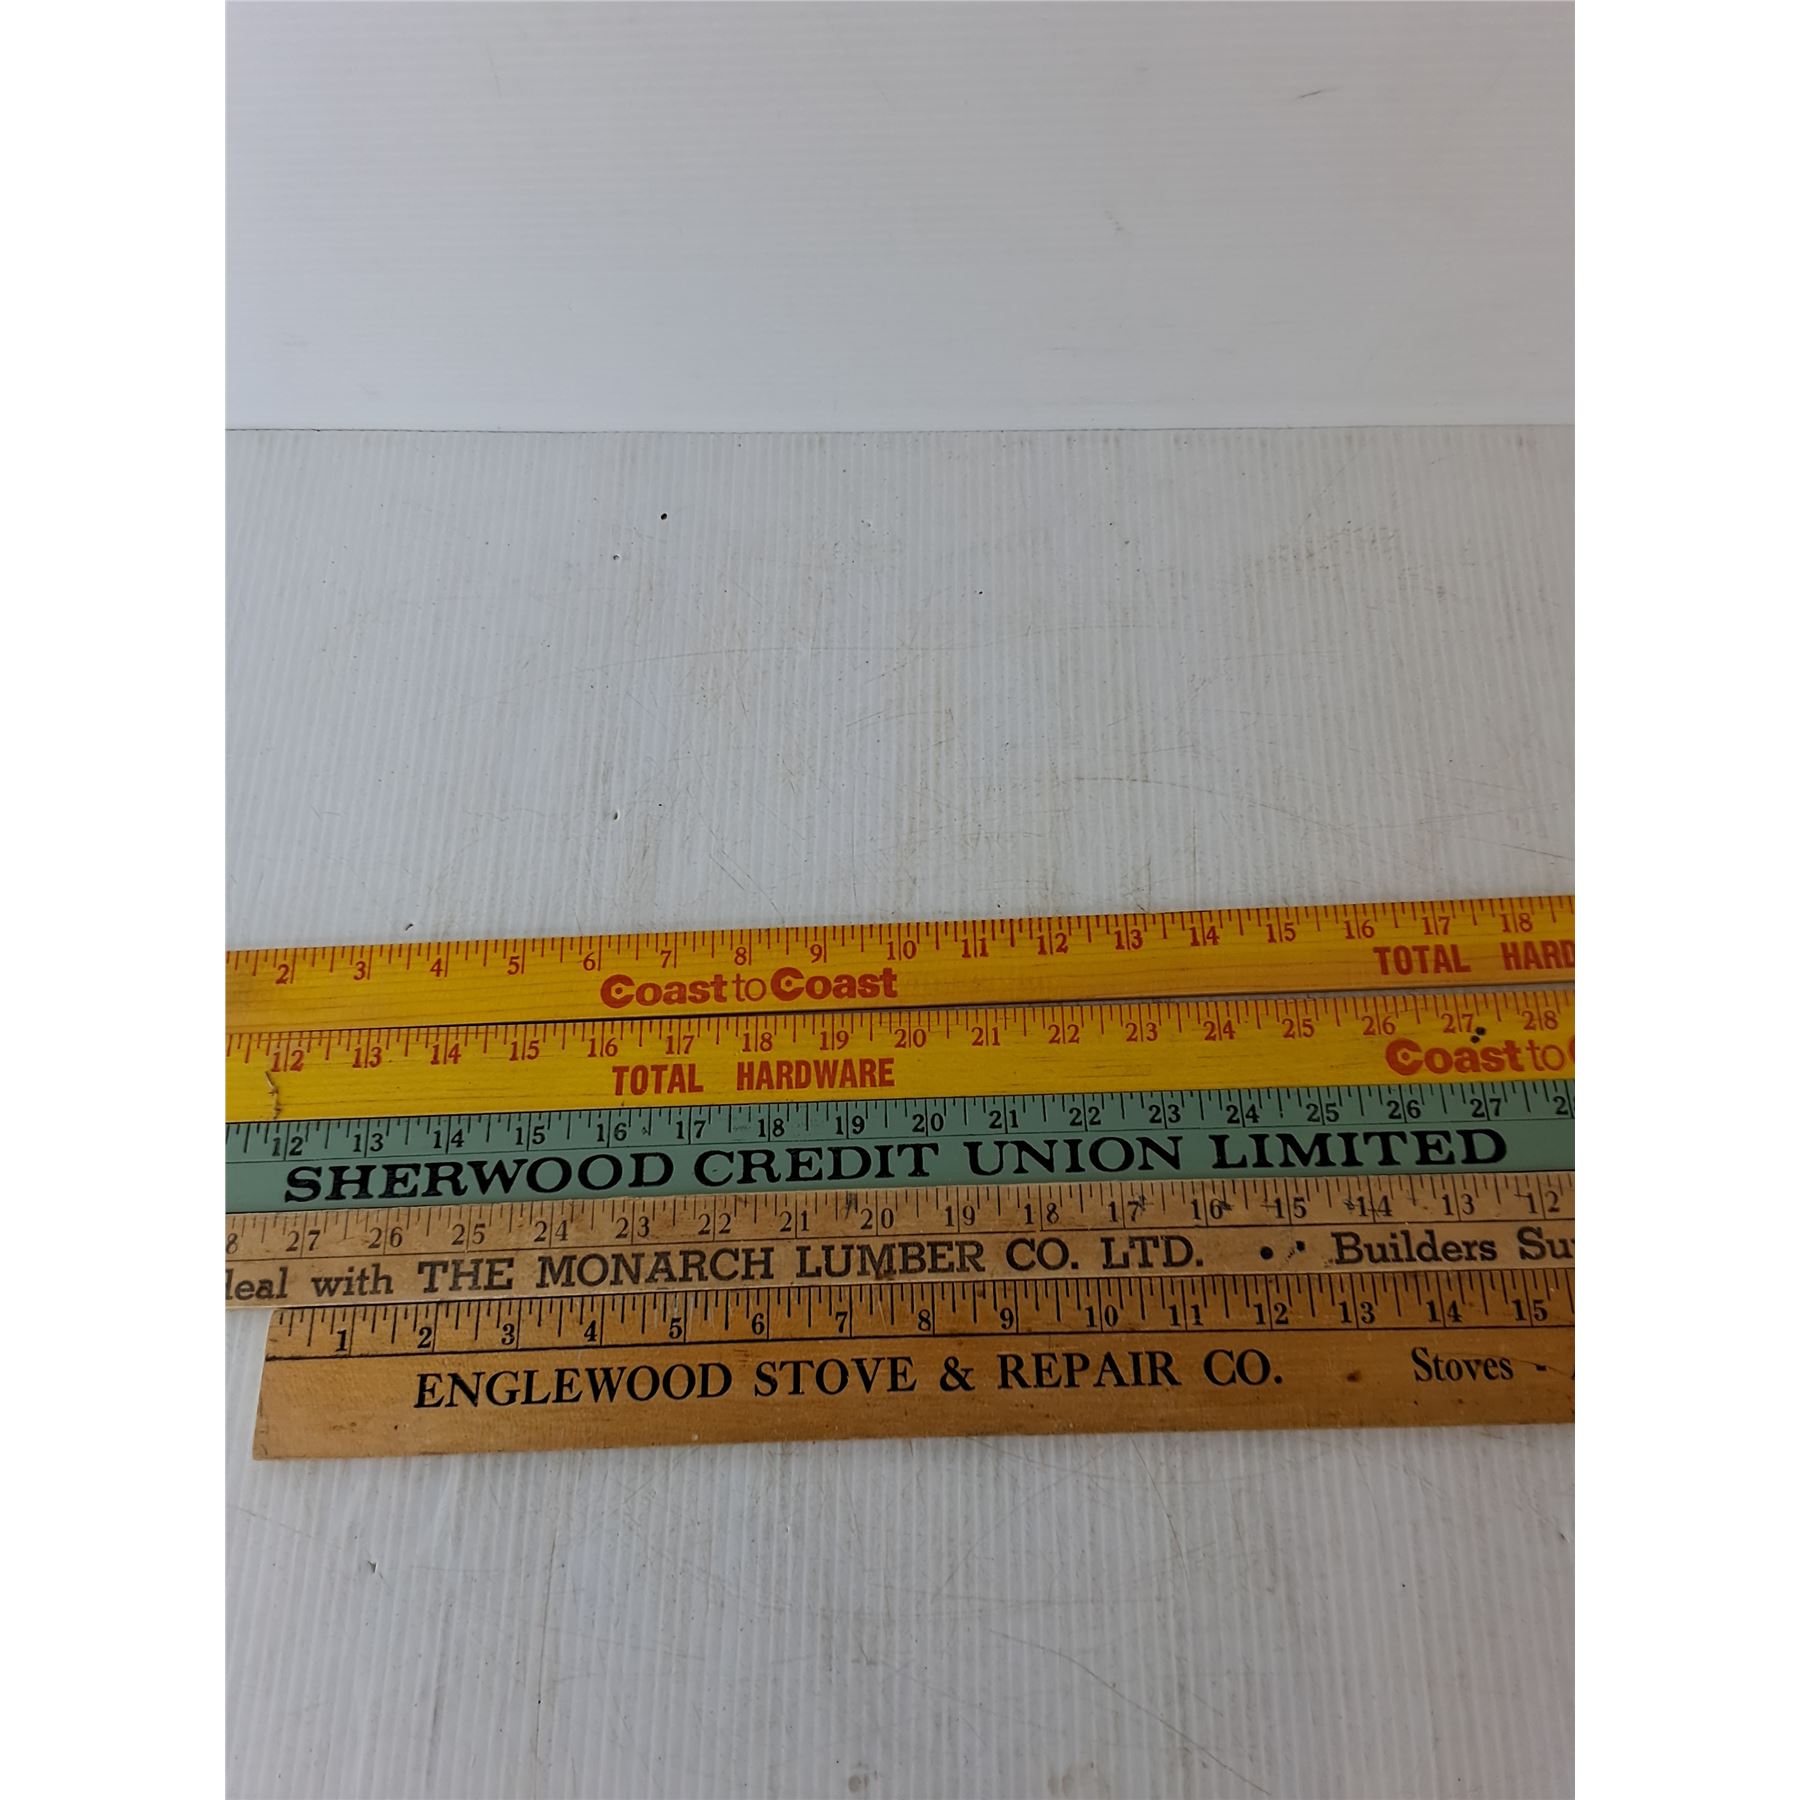 2 3 4 5 6 7 8 9 10 11 12 13 14 15 16 17 18
Coast to Coast TOTAL HARD
12 13 14 15 16 17 18 19 20 21 22 23 24 25 26 27 28
TOTAL HARDWARE Coast to
12 13 14 15 16 17 18 19 20 21 22 23 24 25 26 27 2
SHERWOOD CREDIT UNION LIMITED
8 27 26 25 24 23 22 21 20 19 18 17 16 15 14 13 12
deal with THE MONARCH LUMBER CO. LTD. • • Builders Su
1 2 3 4 5 6 7 8 9 10 11 12 13 14 15
ENGLEWOOD STOVE & REPAIR CO. Stoves -